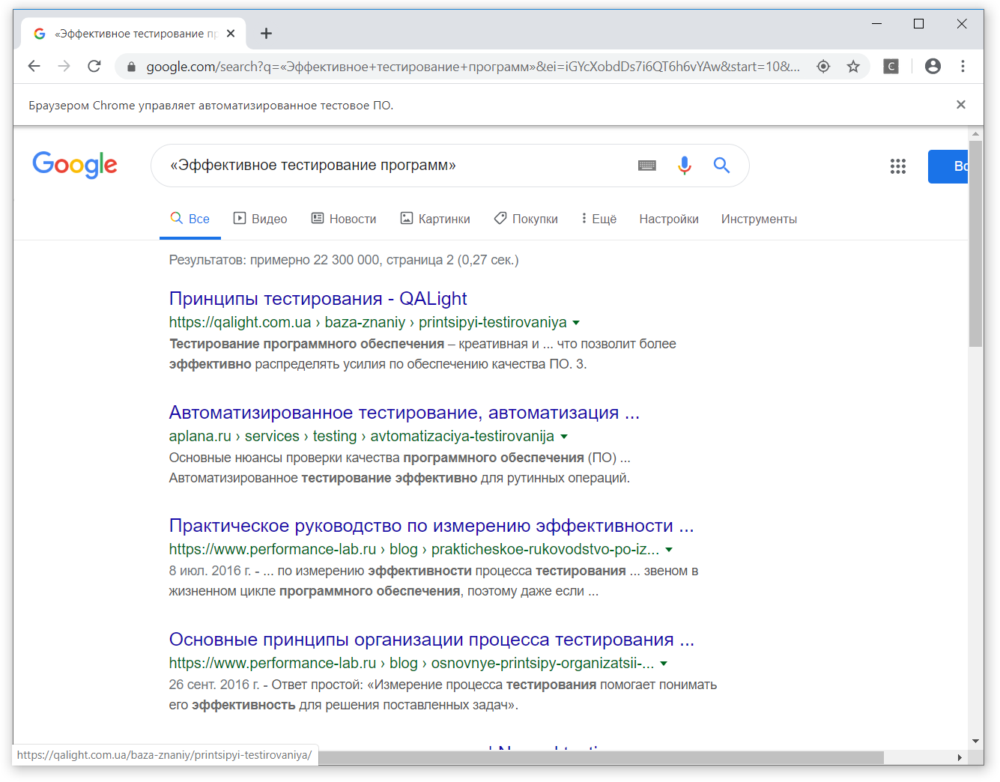 «Эффективное тестирование пр
google.com/search?q=«Эффективное+тестирование+программ»&ei=iGYcXobdDs7i6QT6h6vYAw&start=10&...
C
Браузером Chrome управляет автоматизированное тестовое ПО.
Google
«Эффективное тестирование программ»
Все
Видео
Новости
Картинки
Покупки
Ещё
Настройки
Инструменты
Результатов: примерно 22 300 000, страница 2 (0,27 сек.)
Принципы тестирования - QALight
https://qalight.com.ua › baza-znaniy › printsipyi-testirovaniya
Тестирование программного обеспечения – креативная и ... что позволит более
эффективно распределять усилия по обеспечению качества ПО. 3.
Автоматизированное тестирование, автоматизация ...
aplana.ru › services › testing › avtomatizaciya-testirovanija
Основные нюансы проверки качества программного обеспечения (ПО) ...
Автоматизированное тестирование эффективно для рутинных операций.
Практическое руководство по измерению эффективности ...
https://www.performance-lab.ru › blog › prakticheskoe-rukovodstvo-po-iz...
8 июл. 2016 г. - ... по измерению эффективности процесса тестирования ... звеном в
жизненном цикле программного обеспечения, поэтому даже если ...
Основные принципы организации процесса тестирования ...
https://www.performance-lab.ru › blog › osnovnye-printsipy-organizatsii-...
26 сент. 2016 г. - Ответ простой: «Измерение процесса тестирования помогает понимать
его эффективность для решения поставленных задач».
https://qalight.com.ua/baza-znaniy/printsipyi-testirovaniya/